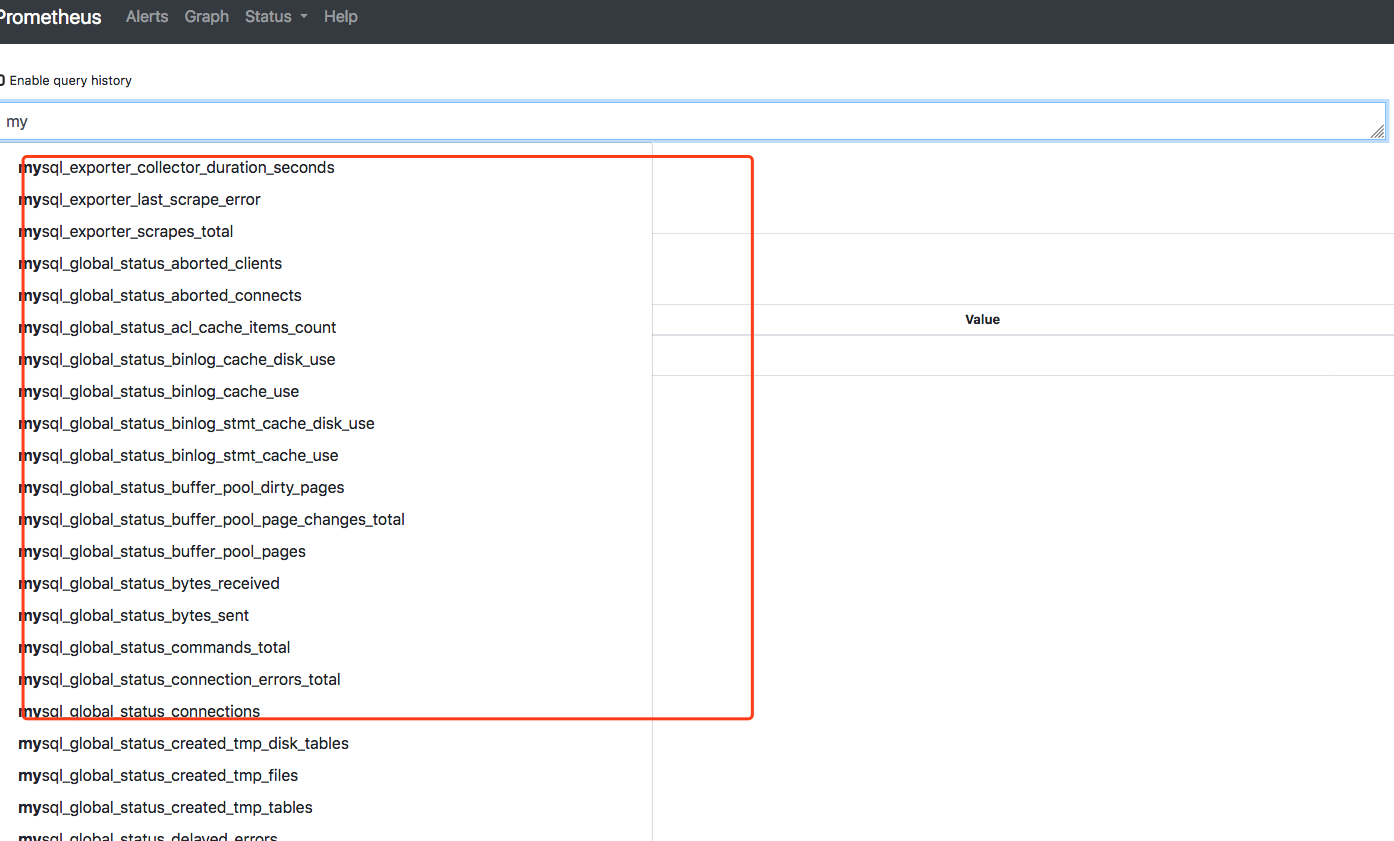 Prometheus Alerts Graph Status Help
Enable query history
my
mysql_exporter_collector_duration_seconds
mysql_exporter_last_scrape_error
mysql_exporter_scrapes_total
mysql_global_status_aborted_clients
mysql_global_status_aborted_connects
mysql_global_status_acl_cache_items_count
Value
mysql_global_status_binlog_cache_disk_use
mysql_global_status_binlog_cache_use
mysql_global_status_binlog_stmt_cache_disk_use
mysql_global_status_binlog_stmt_cache_use
mysql_global_status_buffer_pool_dirty_pages
mysql_global_status_buffer_pool_page_changes_total
mysql_global_status_buffer_pool_pages
mysql_global_status_bytes_received
mysql_global_status_bytes_sent
mysql_global_status_commands_total
mysql_global_status_connection_errors_total
mysql_global_status_connections
mysql_global_status_created_tmp_disk_tables
mysql_global_status_created_tmp_files
mysql_global_status_created_tmp_tables
mysql_global_status_delayed_errors